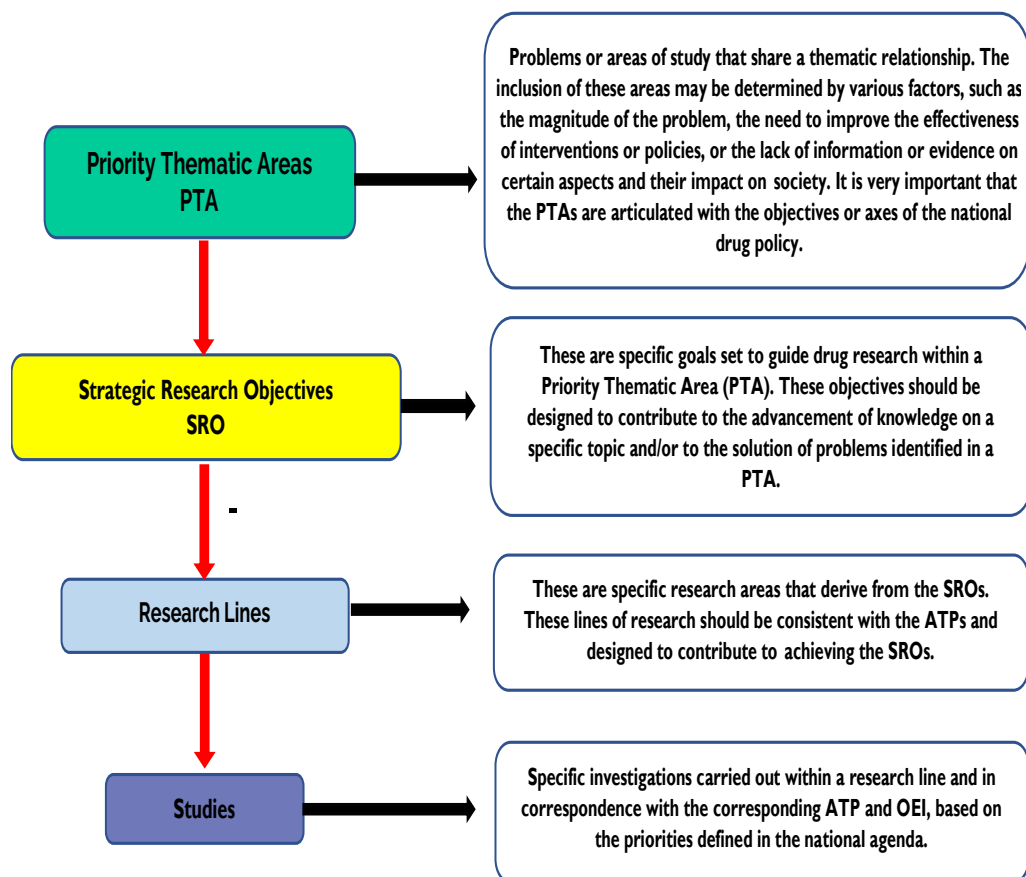 Priority Thematic Areas
PTA
Problems or areas of study that share a thematic relationship. The
inclusion of these areas may be determined by various factors, such as
the magnitude of the problem, the need to improve the effectiveness
of interventions or policies, or the lack of information or evidence on
certain aspects and their impact on society. It is very important that
the PTAs are articulated with the objectives or axes of the national
drug policy.
Strategic Research Objectives
SRO
These are specific goals set to guide drug research within a
Priority Thematic Area (PTA). These objectives should be
designed to contribute to the advancement of knowledge on a
specific topic and/or to the solution of problems identified in a
PTA.
-
Research Lines
These are specific research areas that derive from the SROs.
These lines of research should be consistent with the ATPs and
designed to contribute to achieving the SROs.
Studies
Specific investigations carried out within a research line and in
correspondence with the corresponding ATP and OEI, based on
the priorities defined in the national agenda.